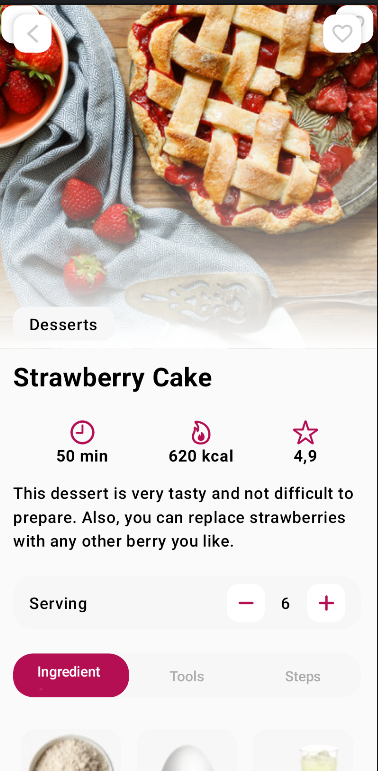 Desserts
Strawberry Cake
50 min
620 kcal
4,9
This dessert is very tasty and not difficult to
prepare. Also, you can replace strawberries
with any other berry you like.
Serving
6
Ingredient
Tools
Steps